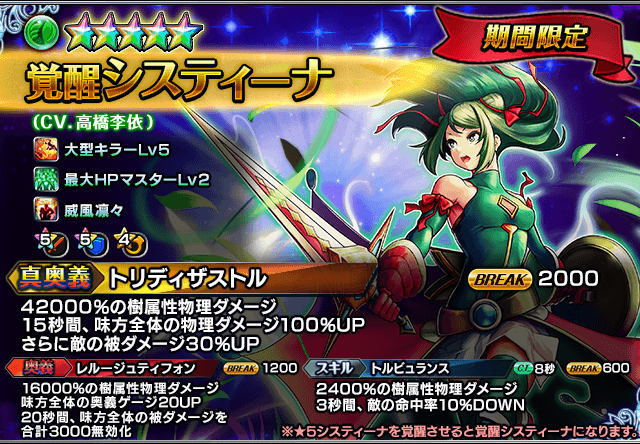 期間限定
覚醒システィーナ
(CV.高橋李依)
大型キラーLv5
最大HPマスターLv2
威風凛々
5 5 4
真奥義 トリディザストル BREAK 2000
42000%の樹属性物理ダメージ
15秒間、味方全体の物理ダメージ100%UP
さらに敵の被ダメージ30%UP
奥義 レルージュティフォン BREAK 1200
16000%の樹属性物理ダメージ
味方全体の奥義ゲージ20UP
20秒間、味方全体の被ダメージを
合計3000無効化
スキル トルビュランス C.T. 8秒 BREAK 600
2400%の樹属性物理ダメージ
3秒間、敵の命中率10%DOWN
※★5システィーナを覚醒させると覚醒システィーナになります。